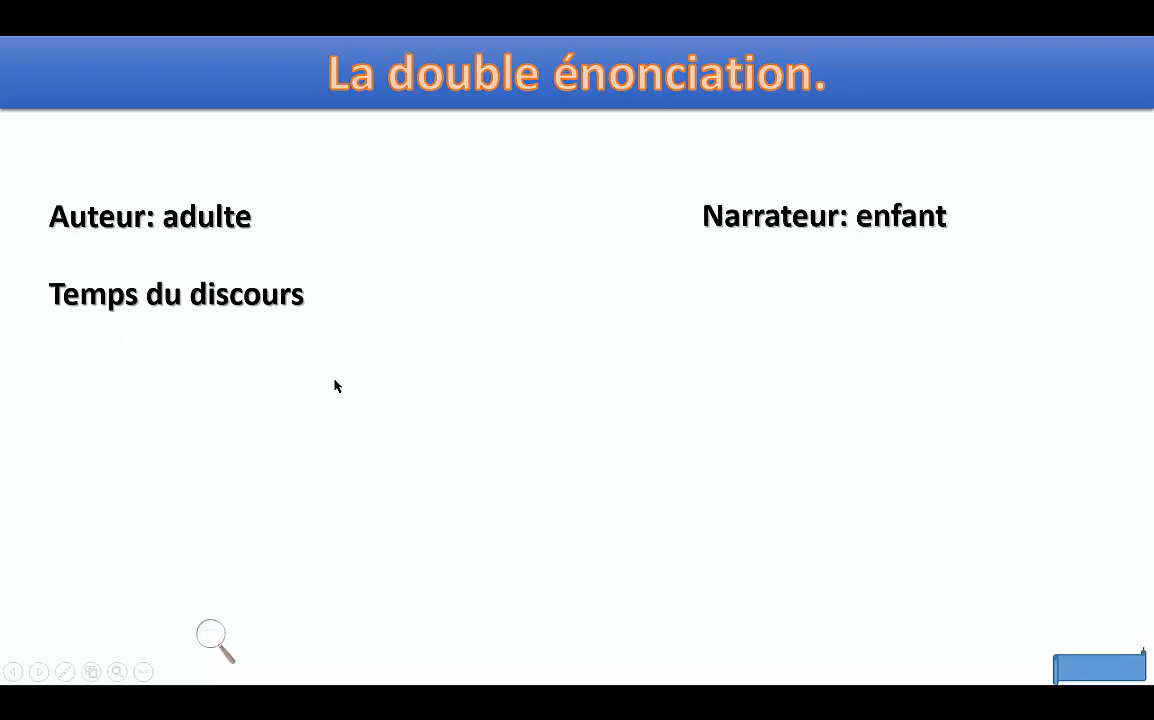 La double énonciation.
Auteur: adulte
Narrateur: enfant
Temps du discours